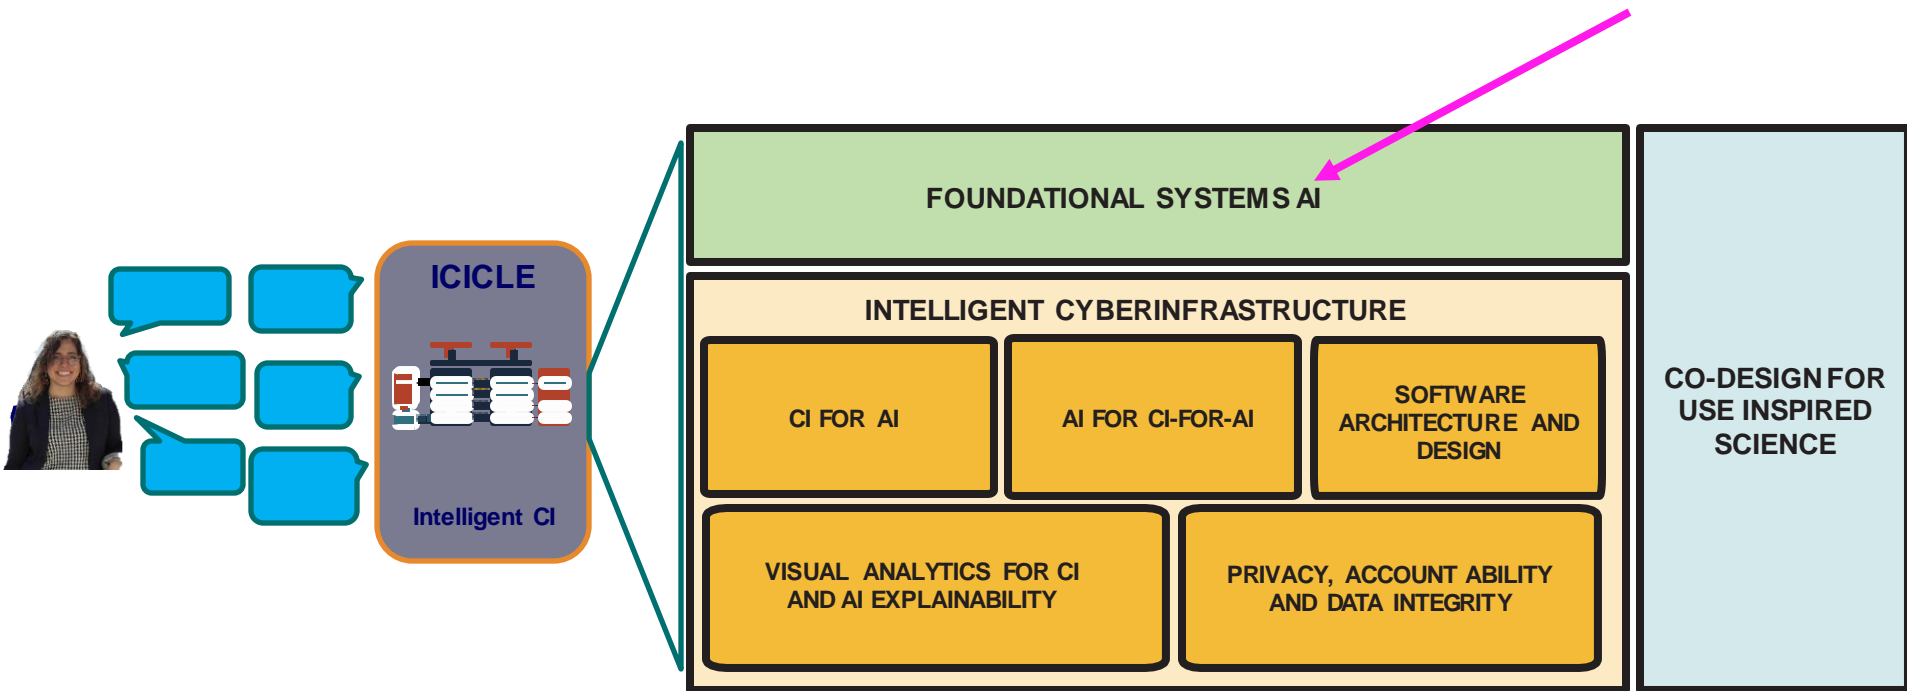 ICICLE
Intelligent CI
FOUNDATIONAL SYSTEMS AI
INTELLIGENT CYBERINFRASTRUCTURE
CI FOR AI
AI FOR CI-FOR-AI
SOFTWARE
ARCHITECTURE AND
DESIGN
VISUAL ANALYTICS FOR CI
AND AI EXPLAINABILITY
PRIVACY, ACCOUNT ABILITY
AND DATA INTEGRITY
CO-DESIGN FOR
USE INSPIRED
SCIENCE